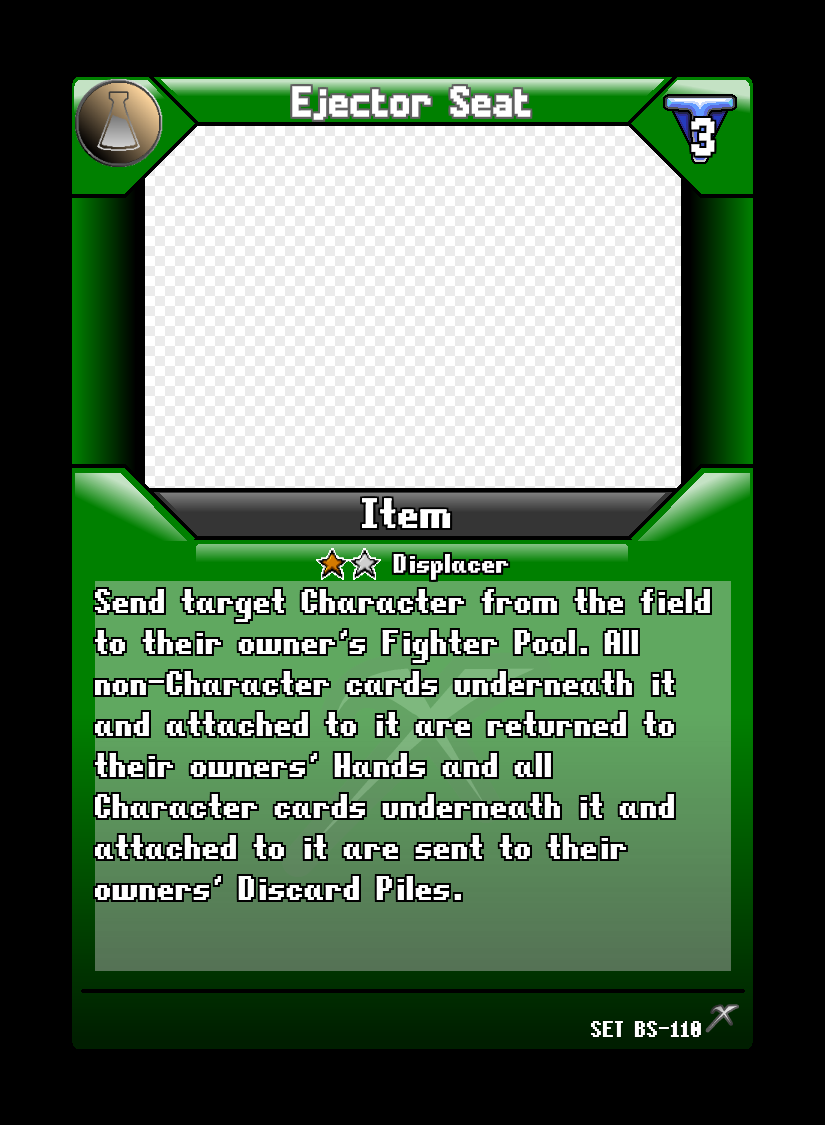 Ejector Seat
3
Item
Displacer
Send target Character from the field
to their owner's Fighter Pool. All
non-Character cards underneath it
and attached to it are returned to
their owners' Hands and all
Character cards underneath it and
attached to it are sent to their
owners' Discard Piles.
SET BS-110